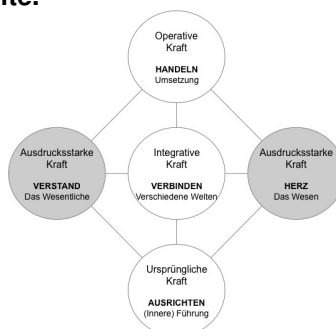 Operative
Kraft
HANDELN
Umsetzung
Ausdrucksstarke
Kraft
VERSTAND
Das Wesentliche
Integrative
Kraft
VERBINDEN
Verschiedene Welten
Ausdrucksstarke
Kraft
HERZ
Das Wesen
Ursprüngliche
Kraft
AUSRICHTEN
(Innere) Führung